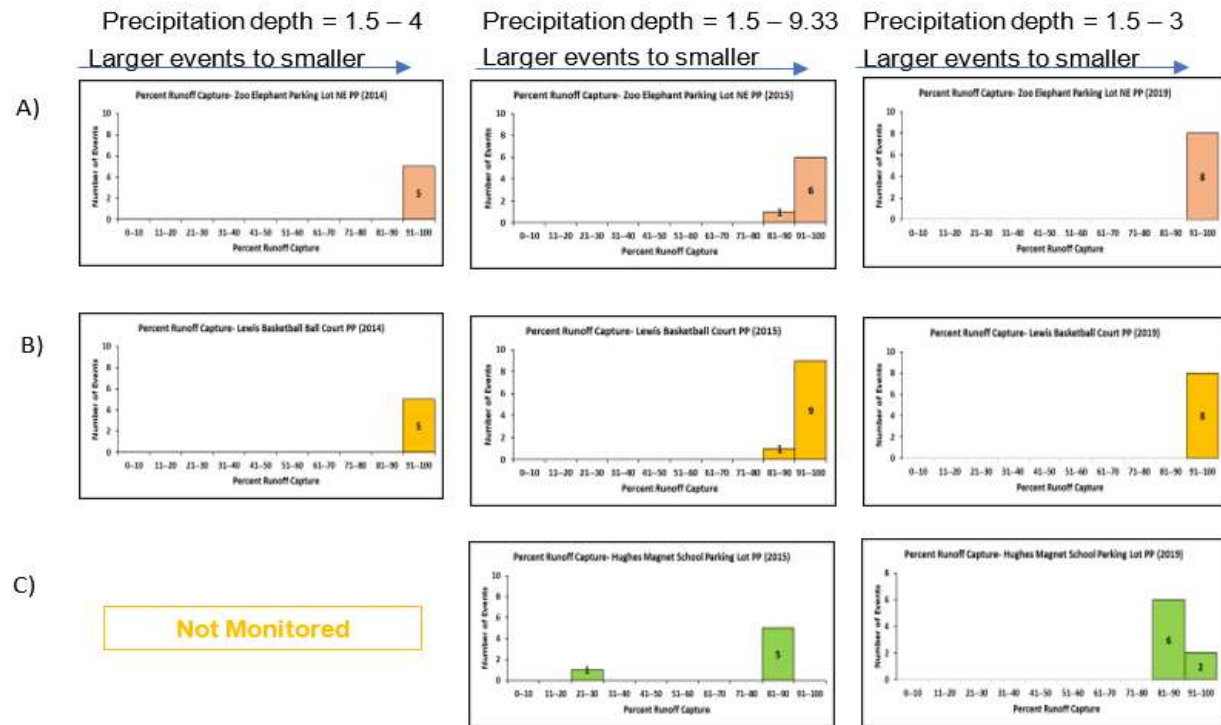 Precipitation depth = 1.5 – 4
Precipitation depth = 1.5 – 9.33
Precipitation depth = 1.5 – 3
Larger events to smaller
Larger events to smaller
Larger events to smaller
A)
Percent Runoff Capture- Zoo Elephant Parking Lot NE PP (2014)
Number of Events
10
8
6
4
2
0
5
0–10 11–20 21–30 31–40 41–50 51–60 61–70 71–80 81–90 91–100
Percent Runoff Capture
Percent Runoff Capture- Zoo Elephant Parking Lot NE PP (2015)
Number of Events
10
8
6
4
2
0
1
6
0–10 11–20 21–30 31–40 41–50 51–60 61–70 71–80 81–90 91–100
Percent Runoff Capture
Percent Runoff Capture- Zoo Elephant Parking Lot NE PP (2019)
Number of Events
10
8
6
4
2
0
8
0–10 11–20 21–30 31–40 41–50 51–60 61–70 71–80 81–90 91–100
Percent Runoff Capture
B)
Percent Runoff Capture- Lewis Basketball Ball Court PP (2014)
Number of Events
10
8
6
4
2
0
5
0–10 11–20 21–30 31–40 41–50 51–60 61–70 71–80 81–90 91–100
Percent Runoff Capture
Percent Runoff Capture- Lewis Basketball Court PP (2015)
Number of Events
10
8
6
4
2
0
1
9
0–10 11–20 21–30 31–40 41–50 51–60 61–70 71–80 81–90 91–100
Percent Runoff Capture
Percent Runoff Capture- Lewis Basketball Court PP (2019)
Number of Events
10
8
6
4
2
0
8
0–10 11–20 21–30 31–40 41–50 51–60 61–70 71–80 81–90 91–100
Percent Runoff Capture
C)
Not Monitored
Percent Runoff Capture- Hughes Magnet School Parking Lot PP (2015)
Number of Events
10
8
6
4
2
0
1
5
0–10 11–20 21–30 31–40 41–50 51–60 61–70 71–80 81–90 91–100
Percent Runoff Capture
Percent Runoff Capture- Hughes Magnet School Parking Lot PP (2019)
Number of Events
8
6
4
2
0
6
2
0–10 11–20 21–30 31–40 41–50 51–60 61–70 71–80 81–90 91–100
Percent Runoff Capture